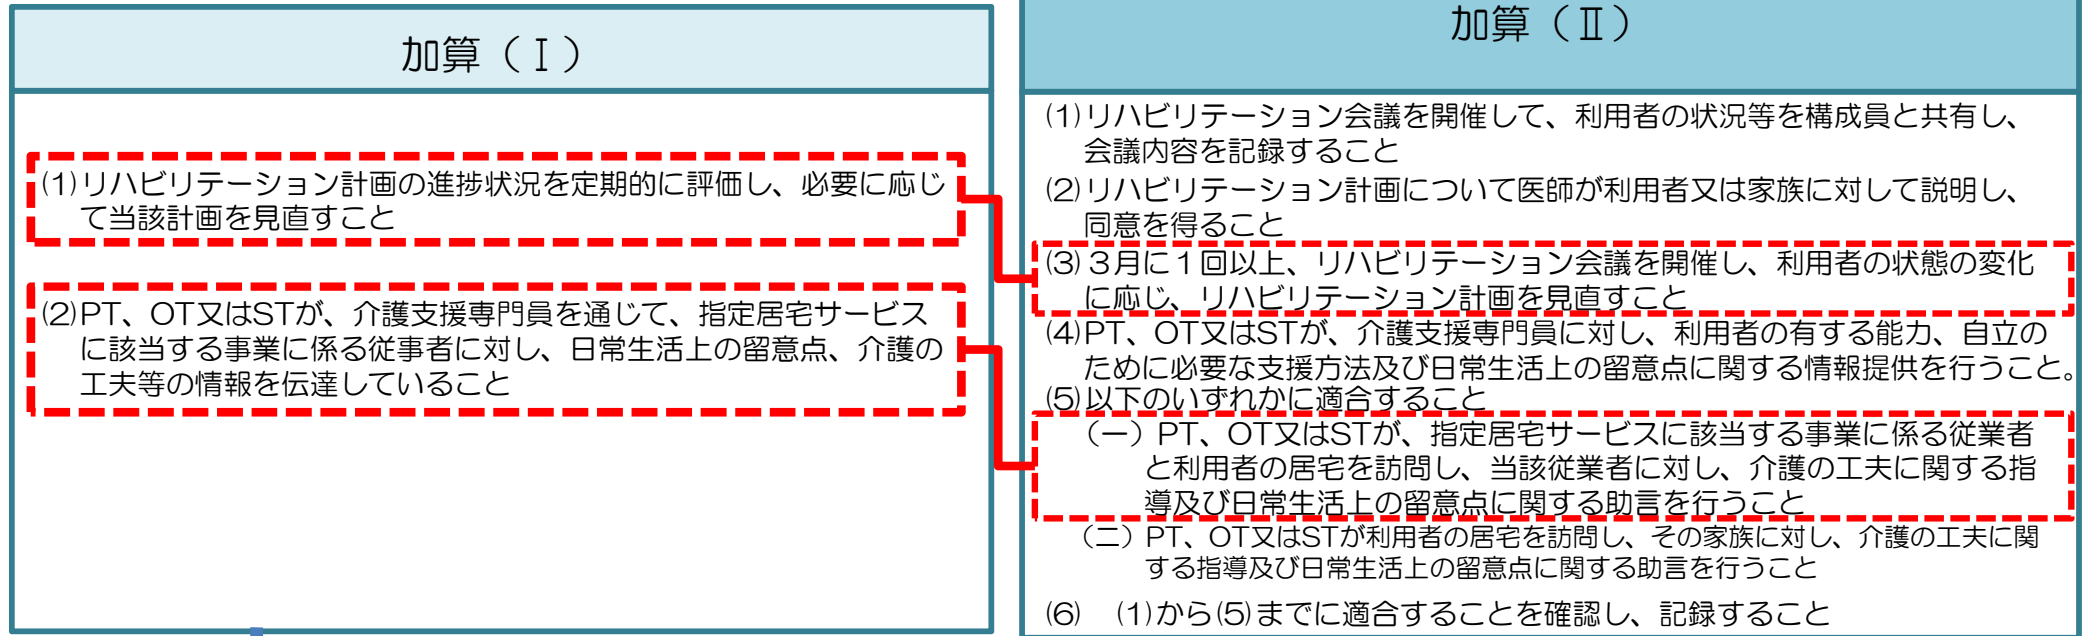 加算（Ⅰ）
(1)リハビリテーション計画の進捗状況を定期的に評価し、必要に応じ
て当該計画を見直すこと
(2)PT、OT又はSTが、介護支援専門員を通じて、指定居宅サービス
に該当する事業に係る従事者に対し、日常生活上の留意点、介護の
工夫等の情報を伝達していること
加算（Ⅱ）
(1)リハビリテーション会議を開催して、利用者の状況等を構成員と共有し、
会議内容を記録すること
(2)リハビリテーション計画について医師が利用者又は家族に対して説明し、
同意を得ること
(3)３月に１回以上、リハビリテーション会議を開催し、利用者の状態の変化
に応じ、リハビリテーション計画を見直すこと
(4)PT、OT又はSTが、介護支援専門員に対し、利用者の有する能力、自立の
ために必要な支援方法及び日常生活上の留意点に関する情報提供を行うこと。
(5)以下のいずれかに適合すること
（一）PT、OT又はSTが、指定居宅サービスに該当する事業に係る従業者
と利用者の居宅を訪問し、当該従業者に対し、介護の工夫に関する指
導及び日常生活上の留意点に関する助言を行うこと
（二）PT、OT又はSTが利用者の居宅を訪問し、その家族に対し、介護の工夫に関
する指導及び日常生活上の留意点に関する助言を行うこと
(6)　(1)から(5)までに適合することを確認し、記録すること